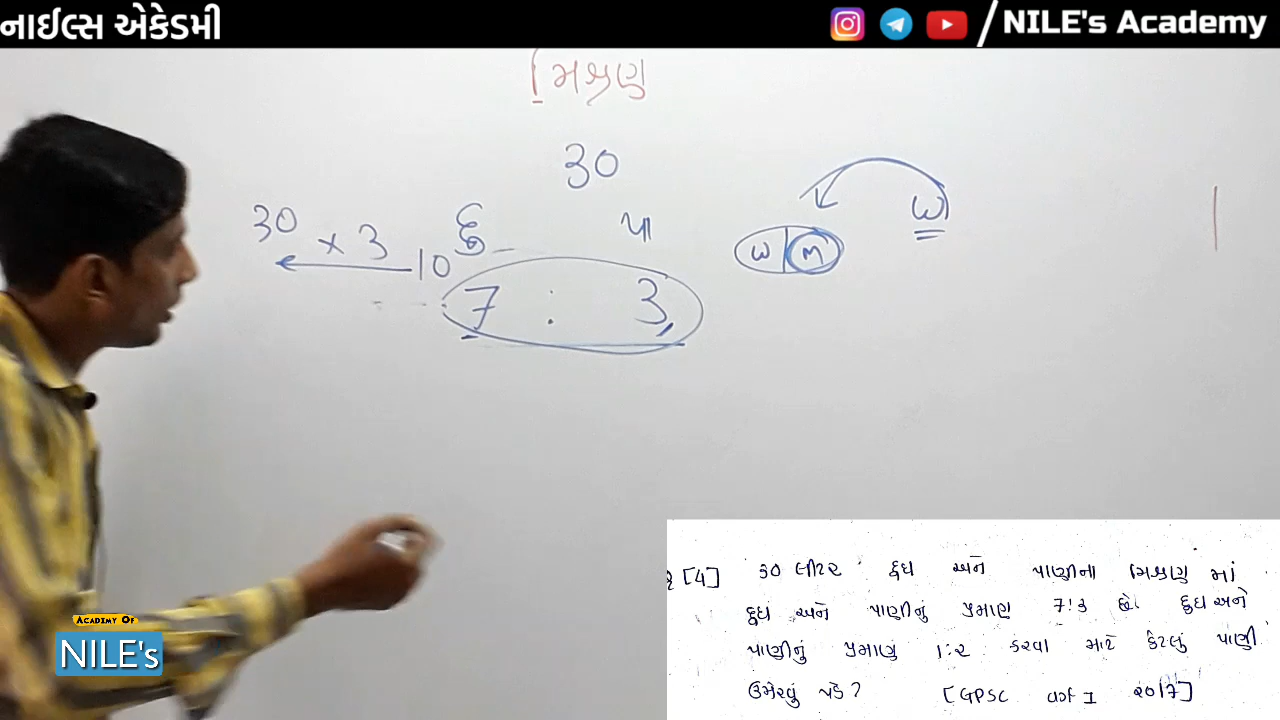 નાઈલ્સ એકેડમી
/ NILE's Academy
મિશ્રણ
30
30 × 3 10
દુ પા
7 : 3
W M W
[4] 30 લીટર દુધ અને પાણીના મિશ્રણ માં
દુધ અને પાણીનું પ્રમાણ 7:3 છે. દુધ અને
પાણીનું પ્રમાણ 1:2 કરવા માટે કેટલું પાણી
ઉમેરવું પડે ? [GPSC વર્ગ I 2017]
ACADEMY OF
NILE's